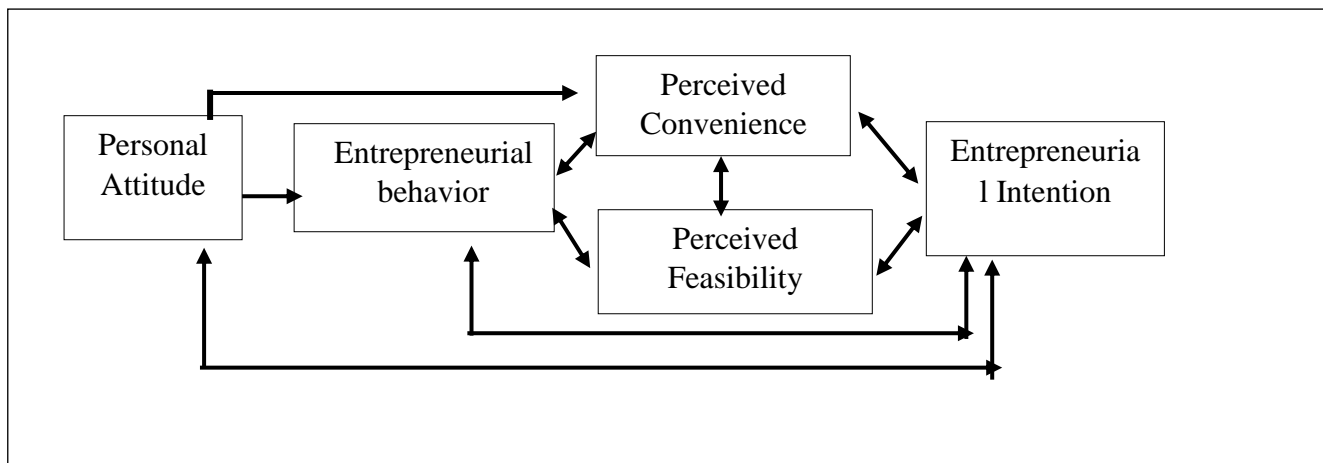 Personal
Attitude
Entrepreneurial
behavior
Perceived
Convenience
Perceived
Feasibility
Entrepreneuria
l Intention